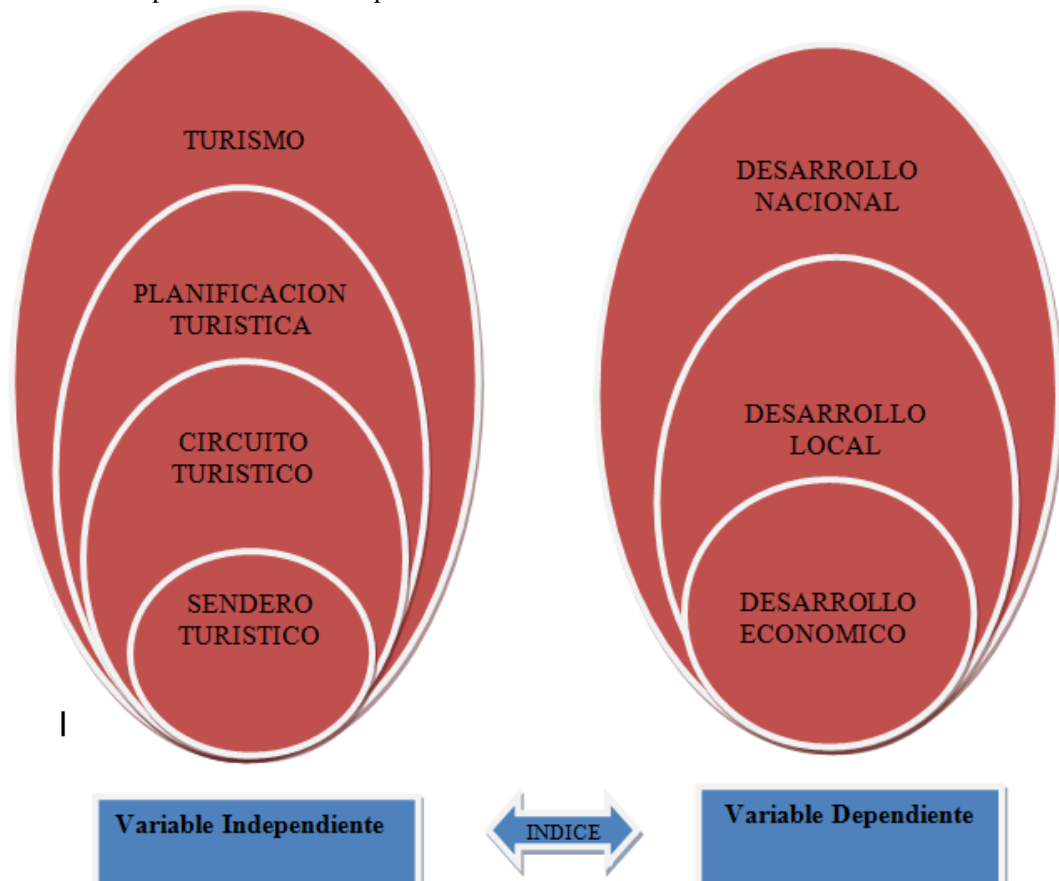 TURISMO
PLANIFICACION
TURISTICA
CIRCUITO
TURISTICO
SENDERO
TURISTICO
DESARROLLO
NACIONAL
DESARROLLO
LOCAL
DESARROLLO
ECONOMICO
Variable Independiente
INDICE
Variable Dependiente